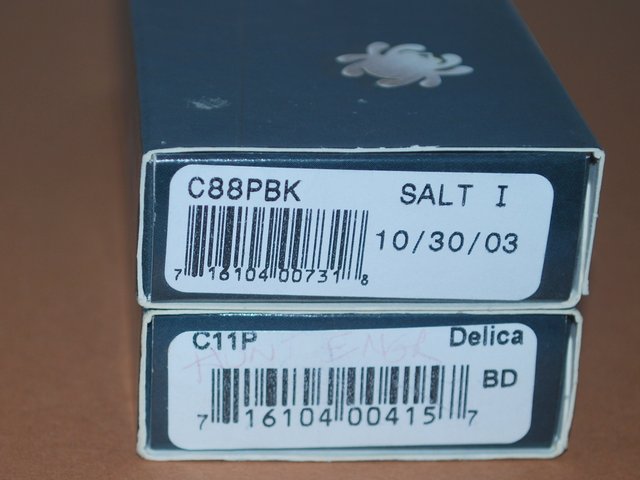 C88PBK SALT I
10/30/03
7 16104 00731 8
C11P Delica
BD
7 16104 00415 7